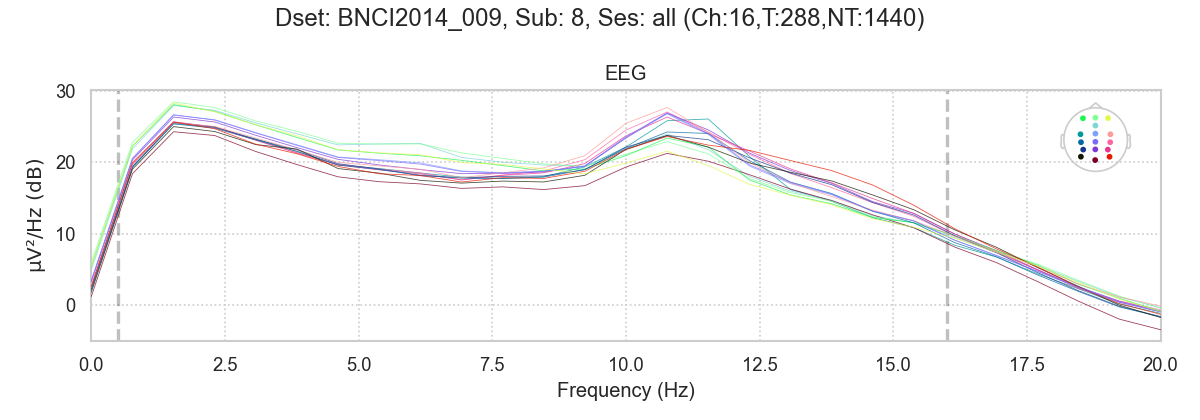 Dset: BNCI2014_009, Sub: 8, Ses: all (Ch:16,T:288,NT:1440)
EEG
30
20
10
0
µV²/Hz (dB)
0.0 2.5 5.0 7.5 10.0 12.5 15.0 17.5 20.0
Frequency (Hz)